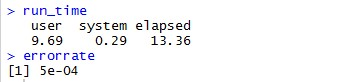 > run_time
user system elapsed
9.69 0.29 13.36
> errorrate
[1] 5e-04